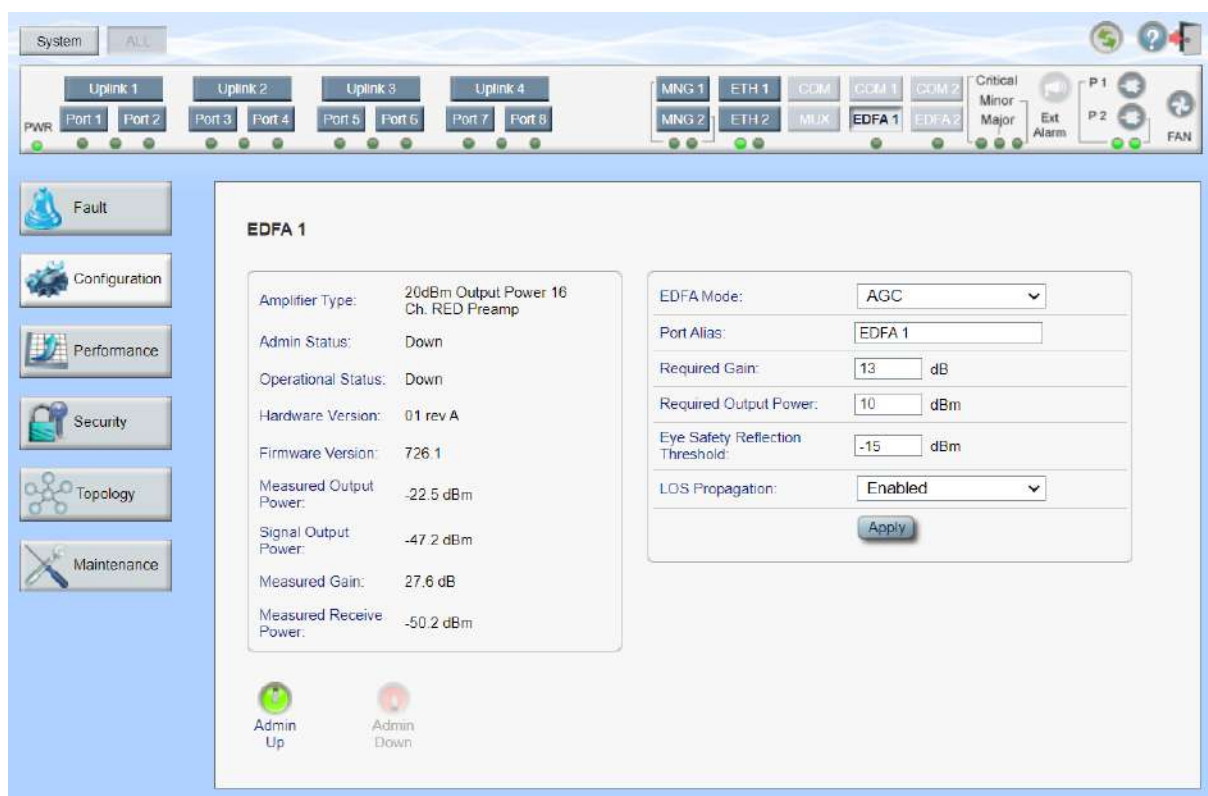 System ALL
Uplink 1 Uplink 2 Uplink 3 Uplink 4 MNG 1 ETH 1 COM COM 1 COM 2 Critical P 1
Minor
PWR Port 1 Port 2 Port 3 Port 4 Port 5 Port 6 Port 7 Port 8 MNG 2 ETH 2 MUX EDFA 1 EDFA 2 Major Ext P 2
Alarm FAN
Fault
Configuration
Performance
Security
Topology
Maintenance
EDFA 1
Amplifier Type: 20dBm Output Power 16
Ch. RED Preamp
Admin Status: Down
Operational Status: Down
Hardware Version: 01 rev A
Firmware Version: 726.1
Measured Output
Power: -22.5 dBm
Signal Output
Power: -47.2 dBm
Measured Gain: 27.6 dB
Measured Receive
Power: -50.2 dBm
EDFA Mode: AGC
Port Alias: EDFA 1
Required Gain: 13 dB
Required Output Power: 10 dBm
Eye Safety Reflection
Threshold: -15 dBm
LOS Propagation: Enabled
Apply
Admin
Up
Admin
Down